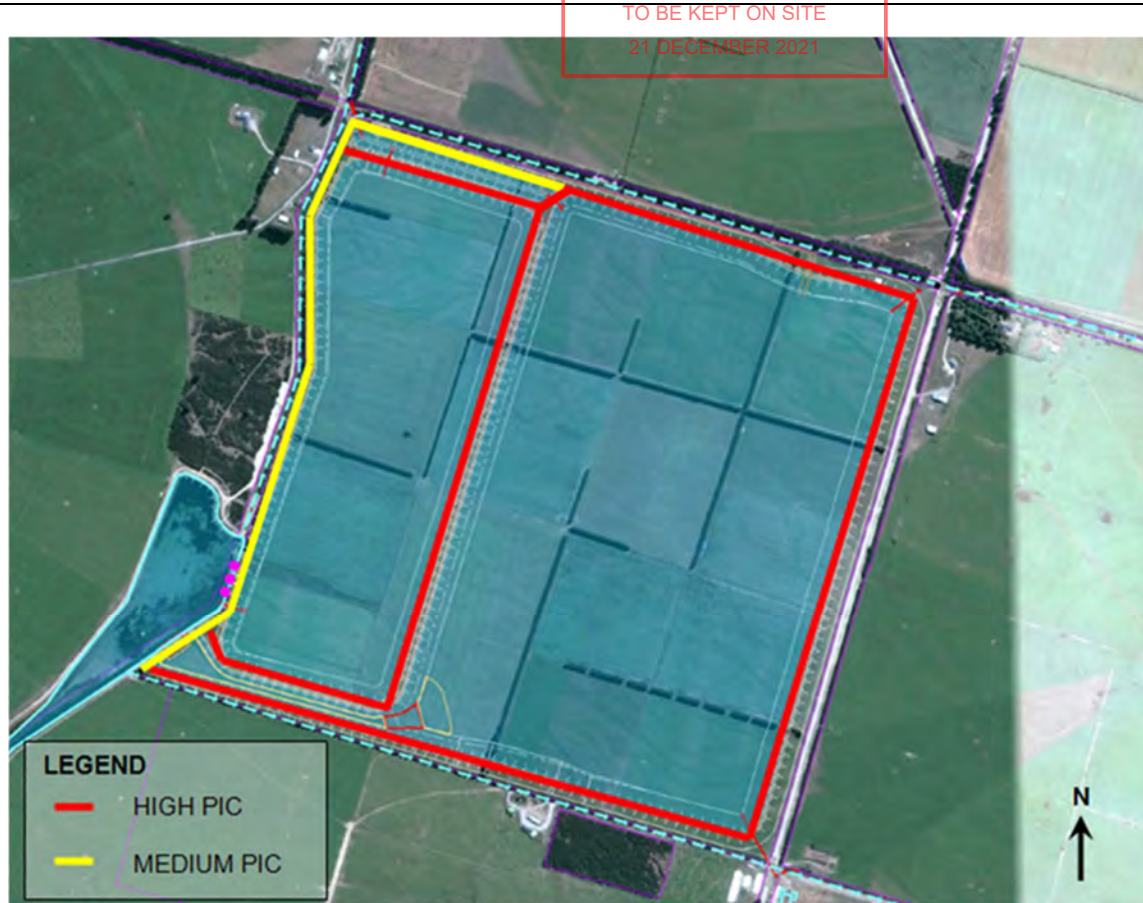 TO BE KEPT ON SITE
21 DECEMBER 2021
LEGEND
HIGH PIC
MEDIUM PIC
N